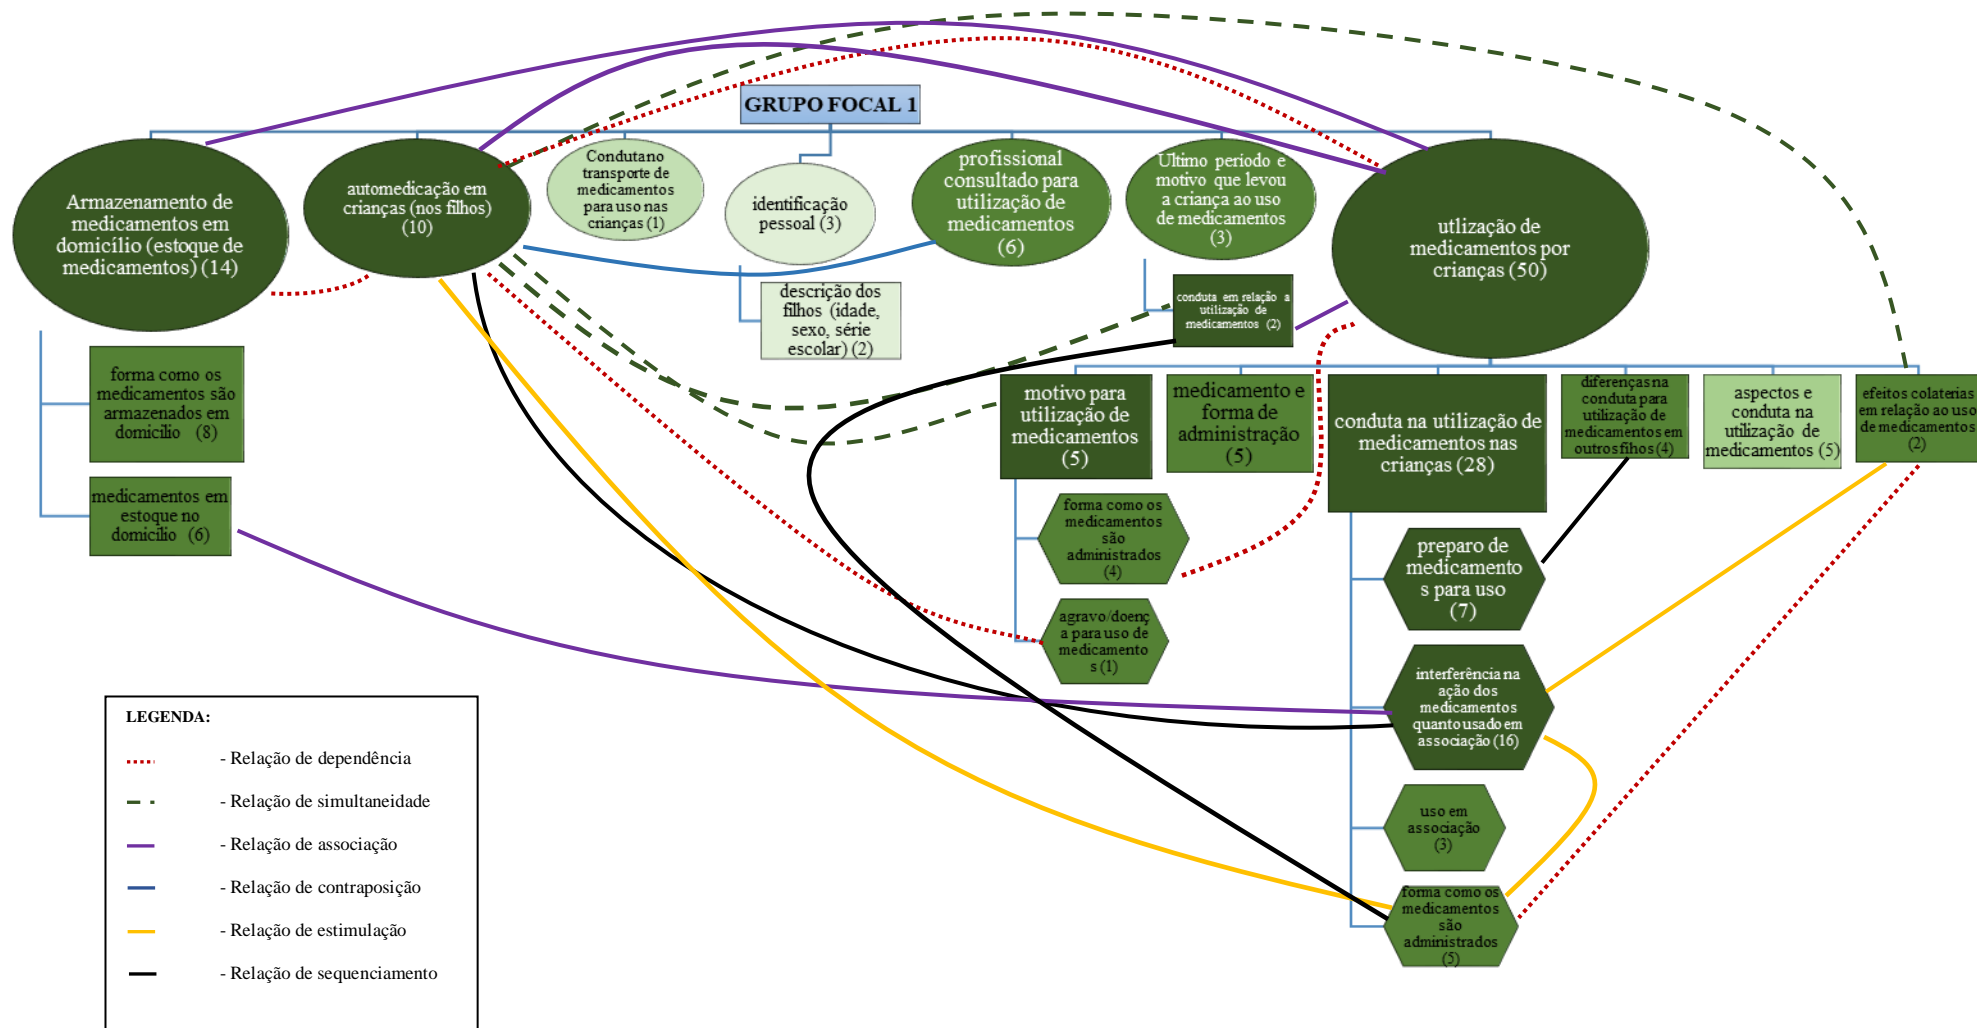 GRUPO FOCAL 1
Armazenamento de
medicamentos em
domicílio (estoque de
medicamentos) (14)
automedicação em
crianças (nos filhos)
(10)
Condutano
transporte de
medicamentos
para uso nas
crianças (1)
identificação
pessoal (3)
profissional
consultado para
utilização de
medicamentos
(6)
Ultimo período e
motivo que levou
a criança ao uso
de medicamentos
(3)
utlização de
medicamentos por
crianças (50)
descrição dos
filhos (idade,
sexo, série
escolar) (2)
conduta em relação a
utilização de
medicamentos (2)
forma como os
medicamentos são
armazenados em
domicílio (8)
medicamentos em
estoque no
domicílio (6)
motivo para
utilização de
medicamentos
(5)
medicamento e
forma de
administração
(5)
conduta na utilização de
medicamentos nas
crianças (28)
diferenças na
conduta para
utilização de
medicamentos em
outros filhos (4)
aspectos e
conduta na
utilização de
medicamentos (5)
efeitos colaterias
em relação ao uso
de medicamentos
(2)
forma como os
medicamentos
são
administrados
(4)
agravo/doenç
a para uso de
medicamento
s (1)
preparo de
medicamento
s para uso
(7)
interferência na
ação dos
medicamentos
quanto usado em
associação (16)
uso em
associação
(3)
forma como os
medicamentos
são
administrados
(5)
LEGENDA:
- Relação de dependência
- Relação de simultaneidade
- Relação de associação
- Relação de contraposição
- Relação de estimulação
- Relação de sequenciamento